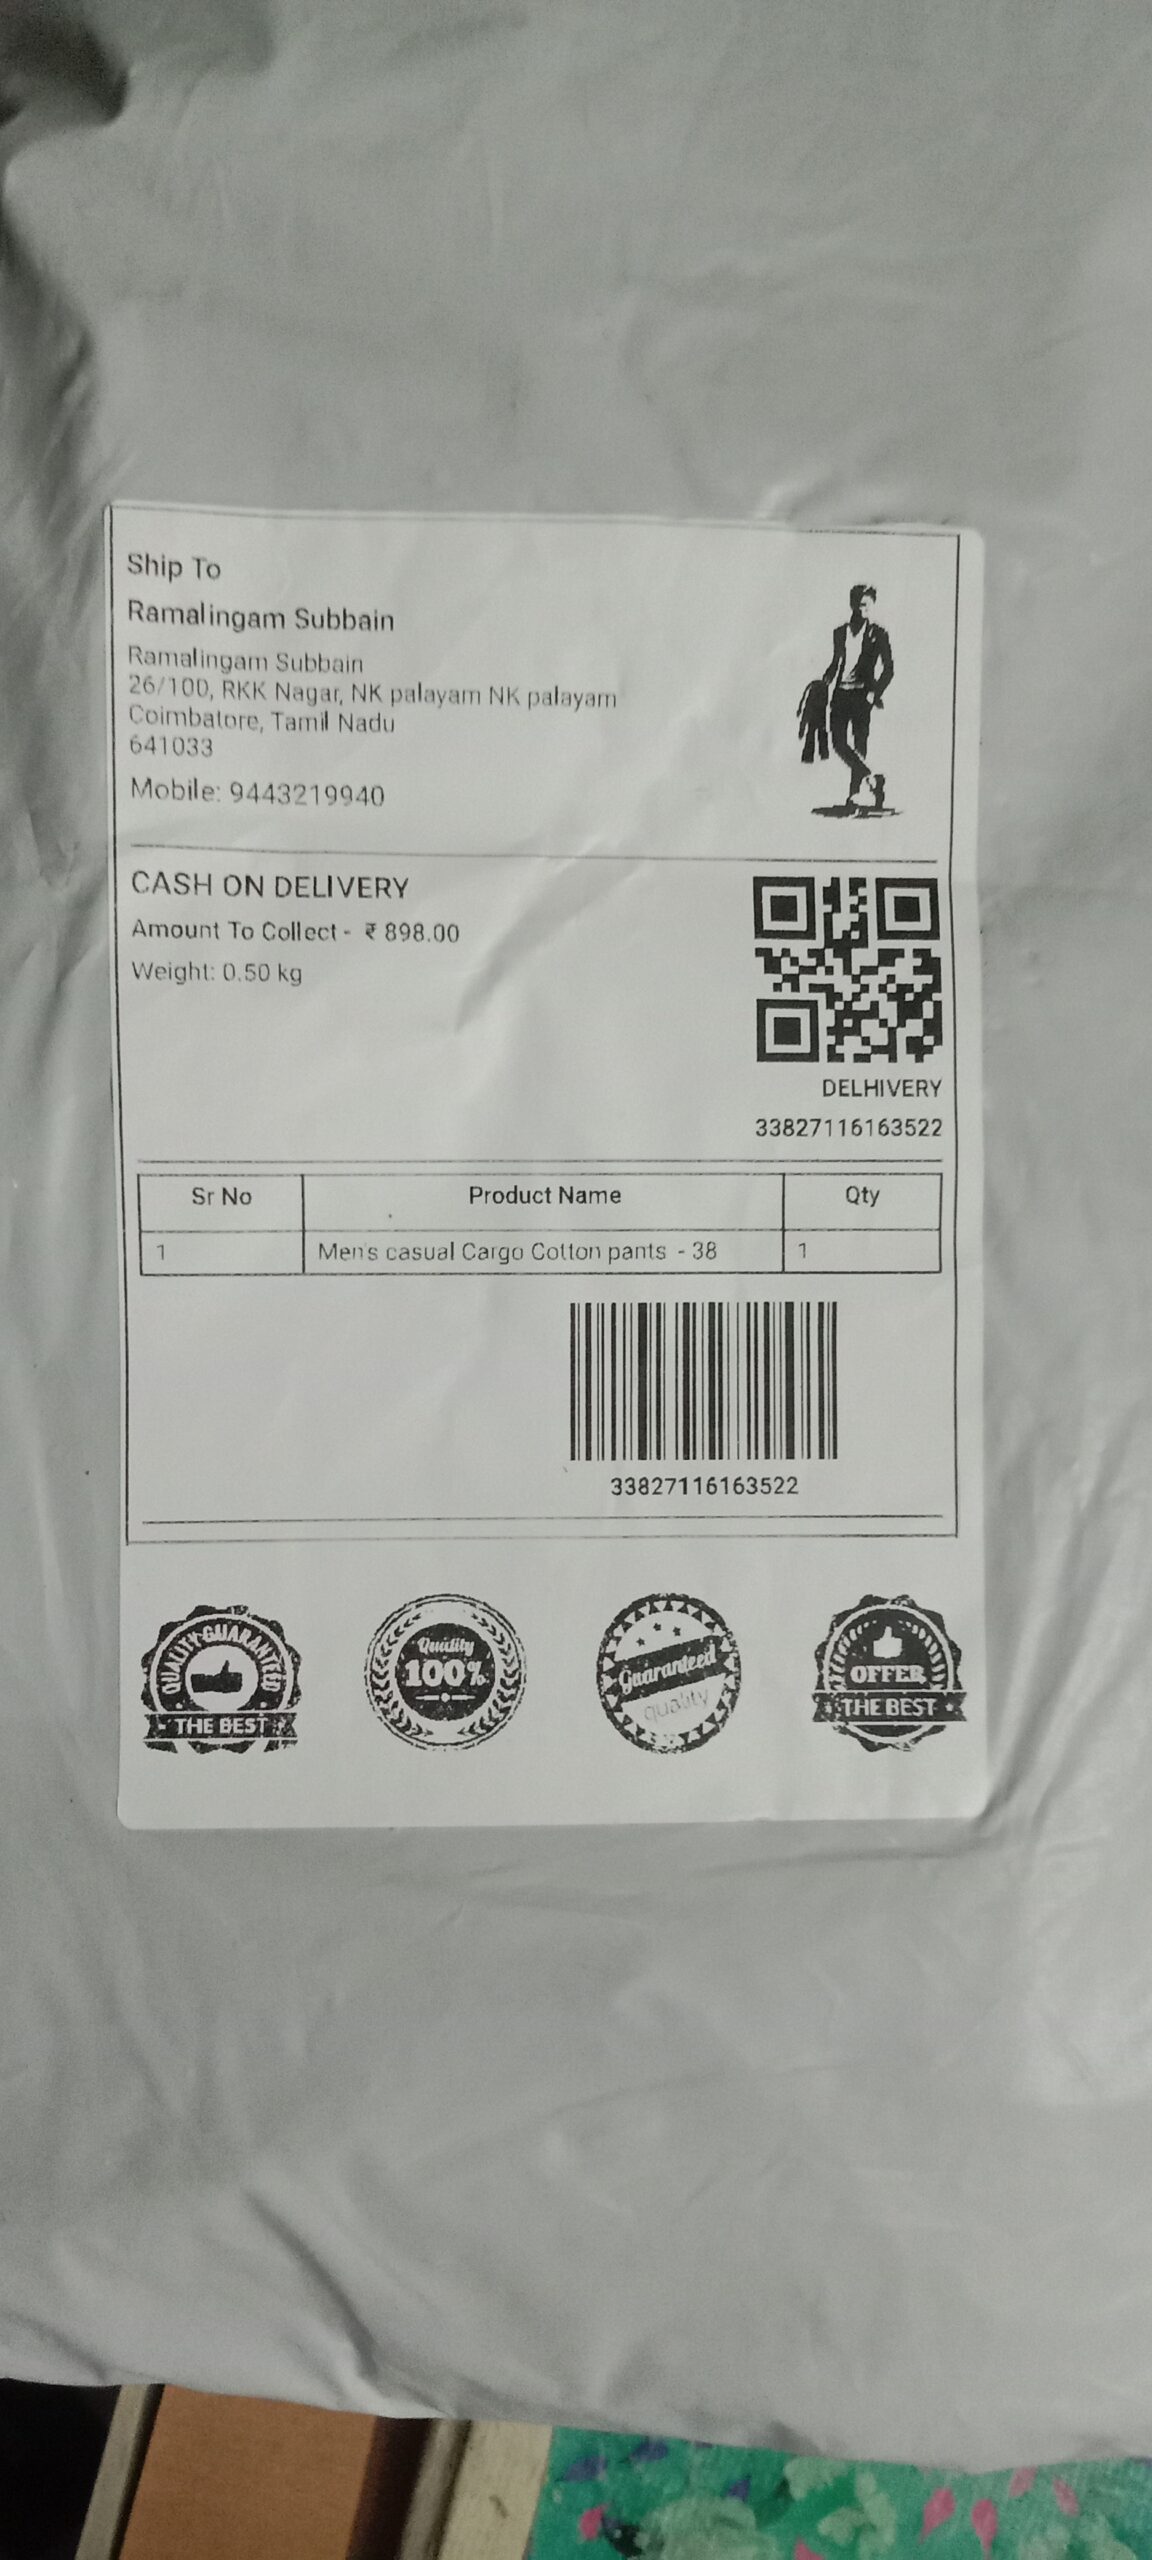 Ship To
Ramalingam Subbain
Ramalingam Subbain
26/100, RKK Nagar, NK palayam NK palayam
Coimbatore, Tamil Nadu
641033
Mobile: 9443219940
CASH ON DELIVERY
Amount To Collect - ₹ 898.00
Weight: 0.50 kg
DELHIVERY
33827116163522
Sr No Product Name Qty
1 Men's casual Cargo Cotton pants - 38 1
33827116163522
QUALITY GUARANTEED
THE BEST
Quality
100%
Guaranteed
quality
OFFER
THE BEST